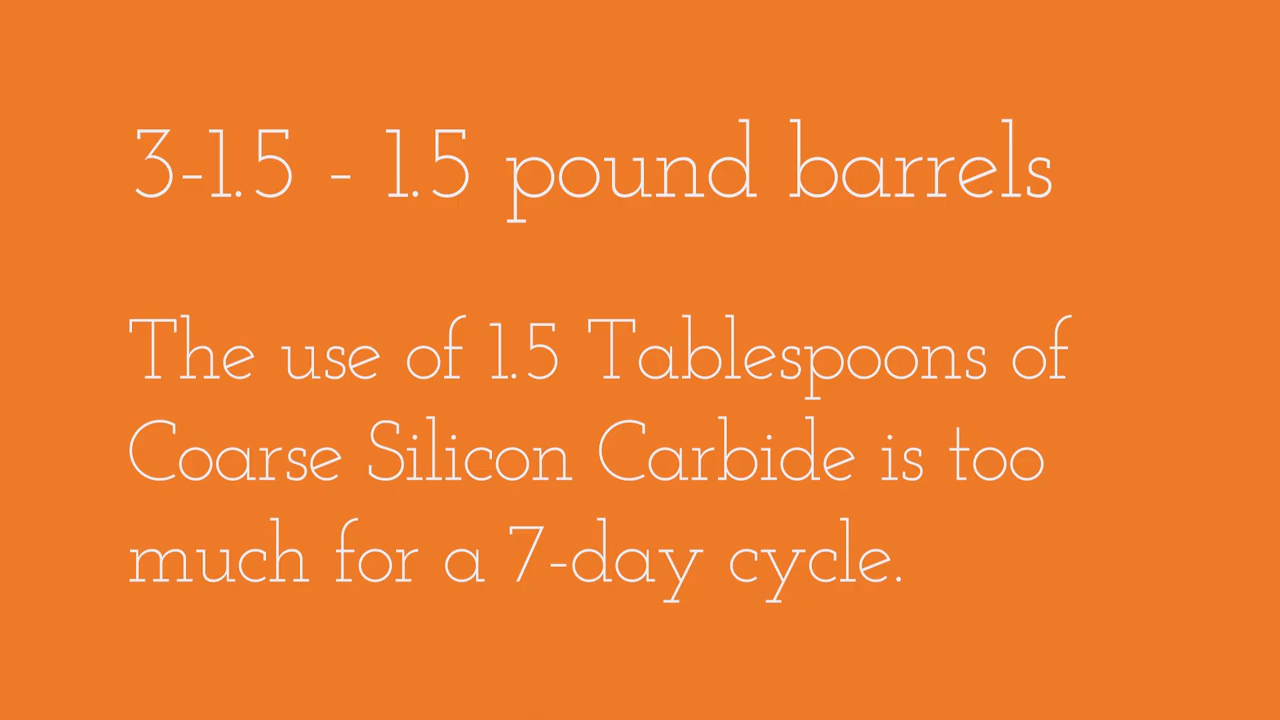 3-1.5 - 1.5 pound barrels
The use of 1.5 Tablespoons of
Coarse Silicon Carbide is too
much for a 7-day cycle.